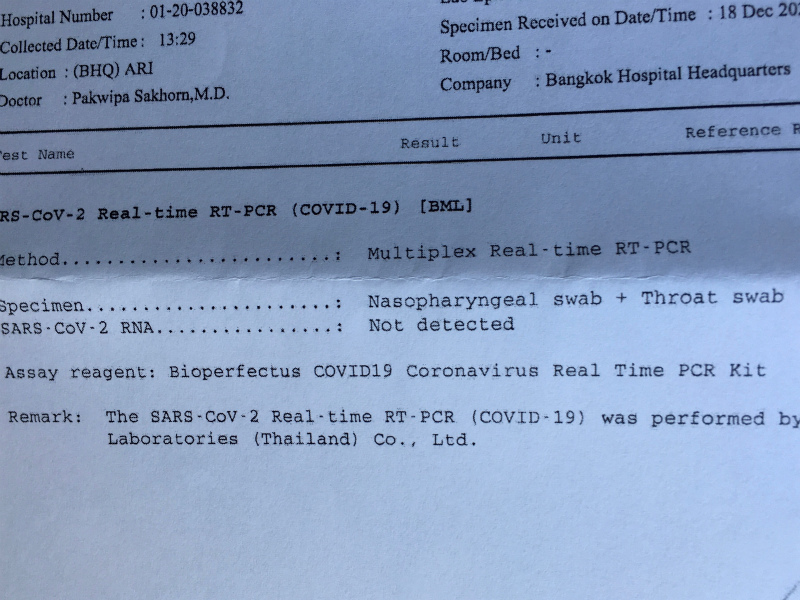 Hospital Number : 01-20-038832
Collected Date/Time : 13:29
Location : (BHQ) ARI
Doctor : Pakwipa Sakhorn,M.D.
Specimen Received on Date/Time : 18 Dec 202
Room/Bed : -
Company : Bangkok Hospital Headquarters
Test Name Result Unit Reference
RS-CoV-2 Real-time RT-PCR (COVID-19) [BML]
Method........................: Multiplex Real-time RT-PCR
Specimen......................: Nasopharyngeal swab + Throat swab
SARS-CoV-2 RNA................: Not detected
Assay reagent: Bioperfectus COVID19 Coronavirus Real Time PCR Kit
Remark: The SARS-CoV-2 Real-time RT-PCR (COVID-19) was performed by
Laboratories (Thailand) Co., Ltd.